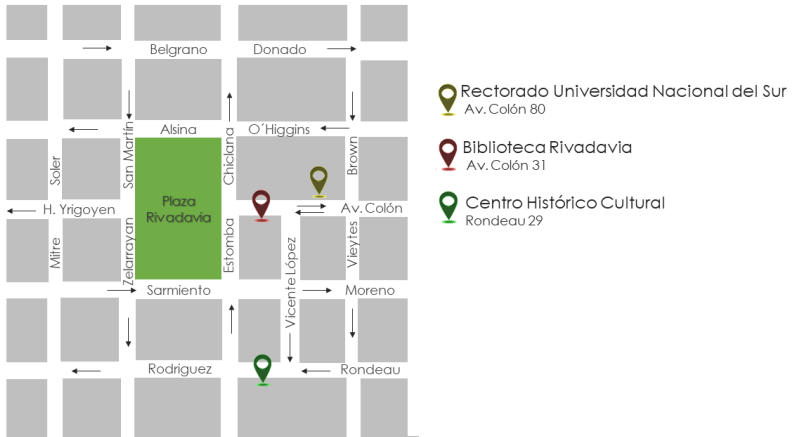 Belgrano
Donado
Alsina
O´Higgins
Soler
San Martín
Chiclana
Brown
Plaza
Rivadavia
H. Yrigoyen
Av. Colón
Mitre
Zelarrayan
Estomba
Vicente López
Vieytes
Sarmiento
Moreno
Rodriguez
Rondeau
Rectorado Universidad Nacional del Sur
Av. Colón 80
Biblioteca Rivadavia
Av. Colón 31
Centro Histórico Cultural
Rondeau 29